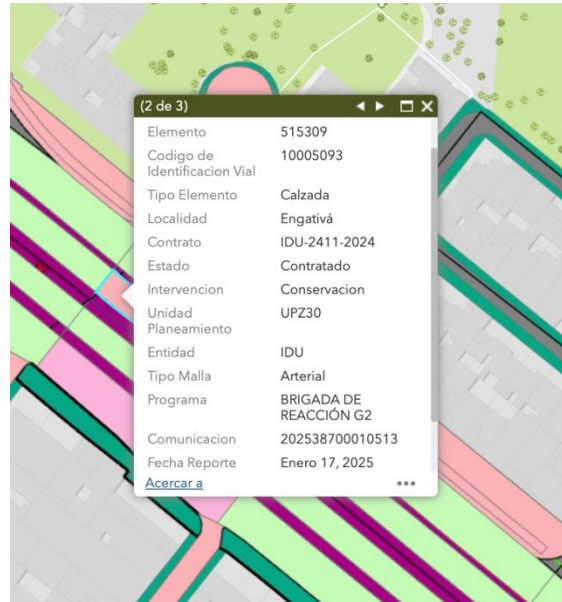 (2 de 3)
Elemento 515309
Codigo de Identificacion Vial 10005093
Tipo Elemento Calzada
Localidad Engativá
Contrato IDU-2411-2024
Estado Contratado
Intervencion Conservacion
Unidad Planeamiento UPZ30
Entidad IDU
Tipo Malla Arterial
Programa BRIGADA DE REACCIÓN G2
Comunicacion 202538700010513
Fecha Reporte Enero 17, 2025
Acercar a